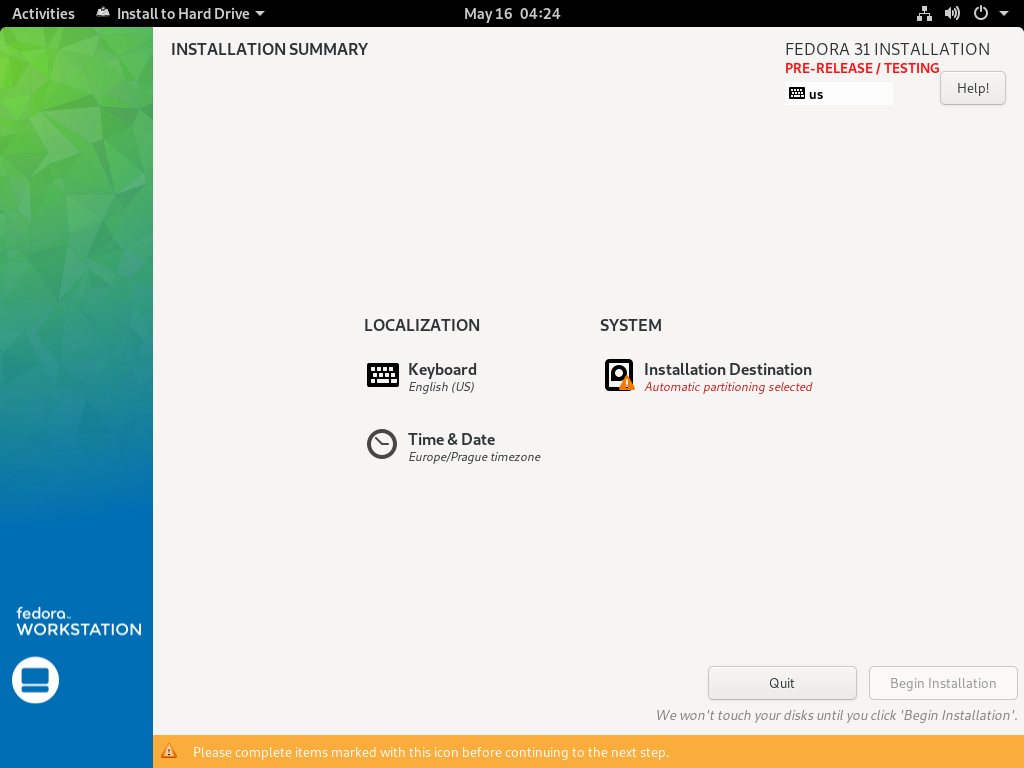 Activities Install to Hard Drive May 16 04:24
INSTALLATION SUMMARY
FEDORA 31 INSTALLATION
PRE-RELEASE / TESTING
us
Help!
LOCALIZATION
Keyboard
English (US)
Time & Date
Europe/Prague timezone
SYSTEM
Installation Destination
Automatic partitioning selected
fedora
WORKSTATION
Quit
Begin Installation
We won't touch your disks until you click 'Begin Installation'.
Please complete items marked with this icon before continuing to the next step.